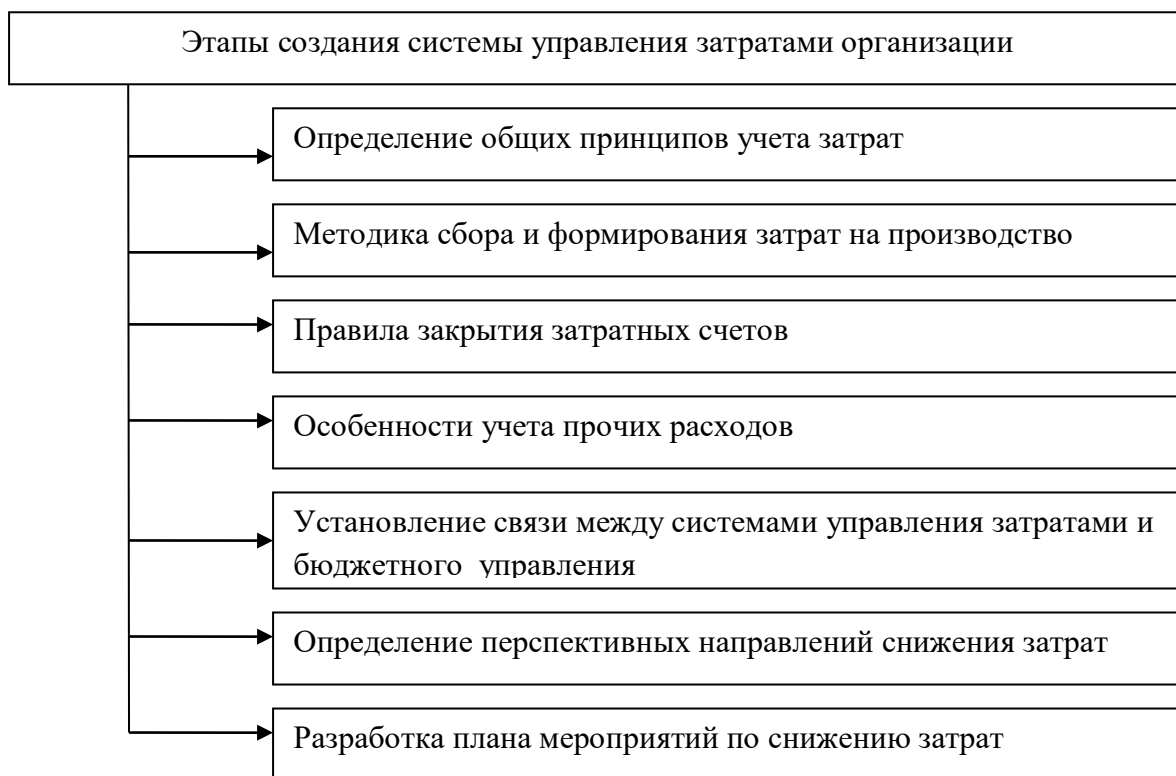 Этапы создания системы управления затратами организации
Определение общих принципов учета затрат
Методика сбора и формирования затрат на производство
Правила закрытия затратных счетов
Особенности учета прочих расходов
Установление связи между системами управления затратами и
бюджетного управления
Определение перспективных направлений снижения затрат
Разработка плана мероприятий по снижению затрат